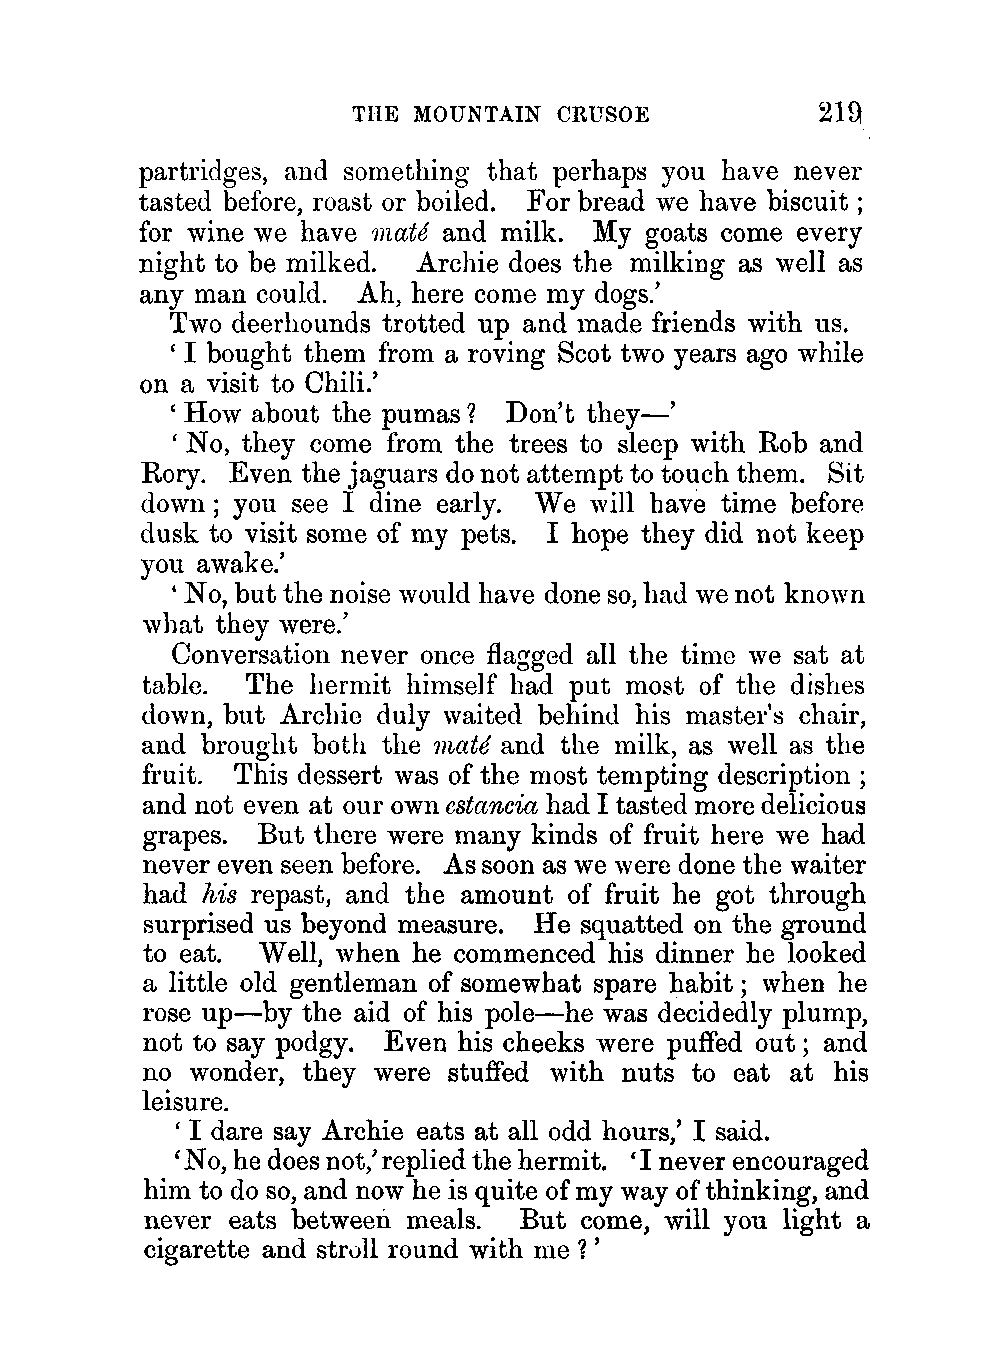 THE MOUNTAIN CRUSOE 219
partridges, and something that perhaps you have never
tasted before, roast or boiled. For bread we have biscuit ;
for wine we have maté and milk. My goats come every
night to be milked. Archie does the milking as well as
any man could. Ah, here come my dogs.’
Two deerhounds trotted up and made friends with us.
‘ I bought them from a roving Scot two years ago while
on a visit to Chili.’
‘ How about the pumas ? Don’t they—’
‘ No, they come from the trees to sleep with Rob and
Rory. Even the jaguars do not attempt to touch them. Sit
down ; you see I dine early. We will have time before
dusk to visit some of my pets. I hope they did not keep
you awake.’
‘ No, but the noise would have done so, had we not known
what they were.’
Conversation never once flagged all the time we sat at
table. The hermit himself had put most of the dishes
down, but Archie duly waited behind his master's chair,
and brought both the maté and the milk, as well as the
fruit. This dessert was of the most tempting description ;
and not even at our own estancia had I tasted more delicious
grapes. But there were many kinds of fruit here we had
never even seen before. As soon as we were done the waiter
had his repast, and the amount of fruit he got through
surprised us beyond measure. He squatted on the ground
to eat. Well, when he commenced his dinner he looked
a little old gentleman of somewhat spare habit ; when he
rose up—by the aid of his pole—he was decidedly plump,
not to say podgy. Even his cheeks were puffed out ; and
no wonder, they were stuffed with nuts to eat at his
leisure.
‘ I dare say Archie eats at all odd hours,’ I said.
‘ No, he does not,’ replied the hermit. ‘ I never encouraged
him to do so, and now he is quite of my way of thinking, and
never eats between meals. But come, will you light a
cigarette and stroll round with me ? ’